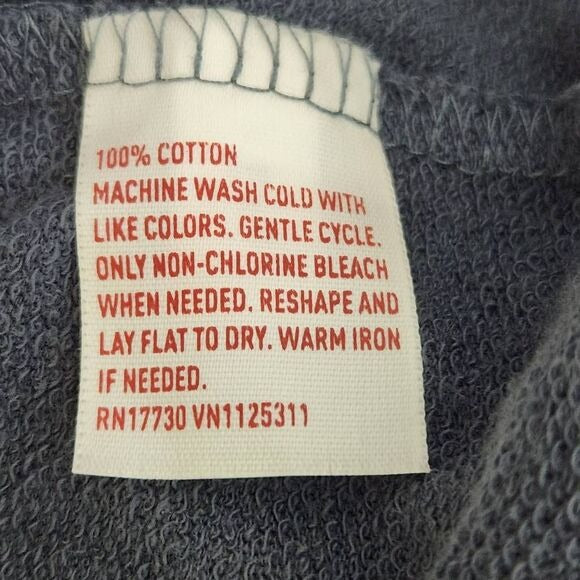 100% COTTON
MACHINE WASH COLD WITH
LIKE COLORS. GENTLE CYCLE.
ONLY NON-CHLORINE BLEACH
WHEN NEEDED. RESHAPE AND
LAY FLAT TO DRY. WARM IRON
IF NEEDED.
RN17730 VN1125311